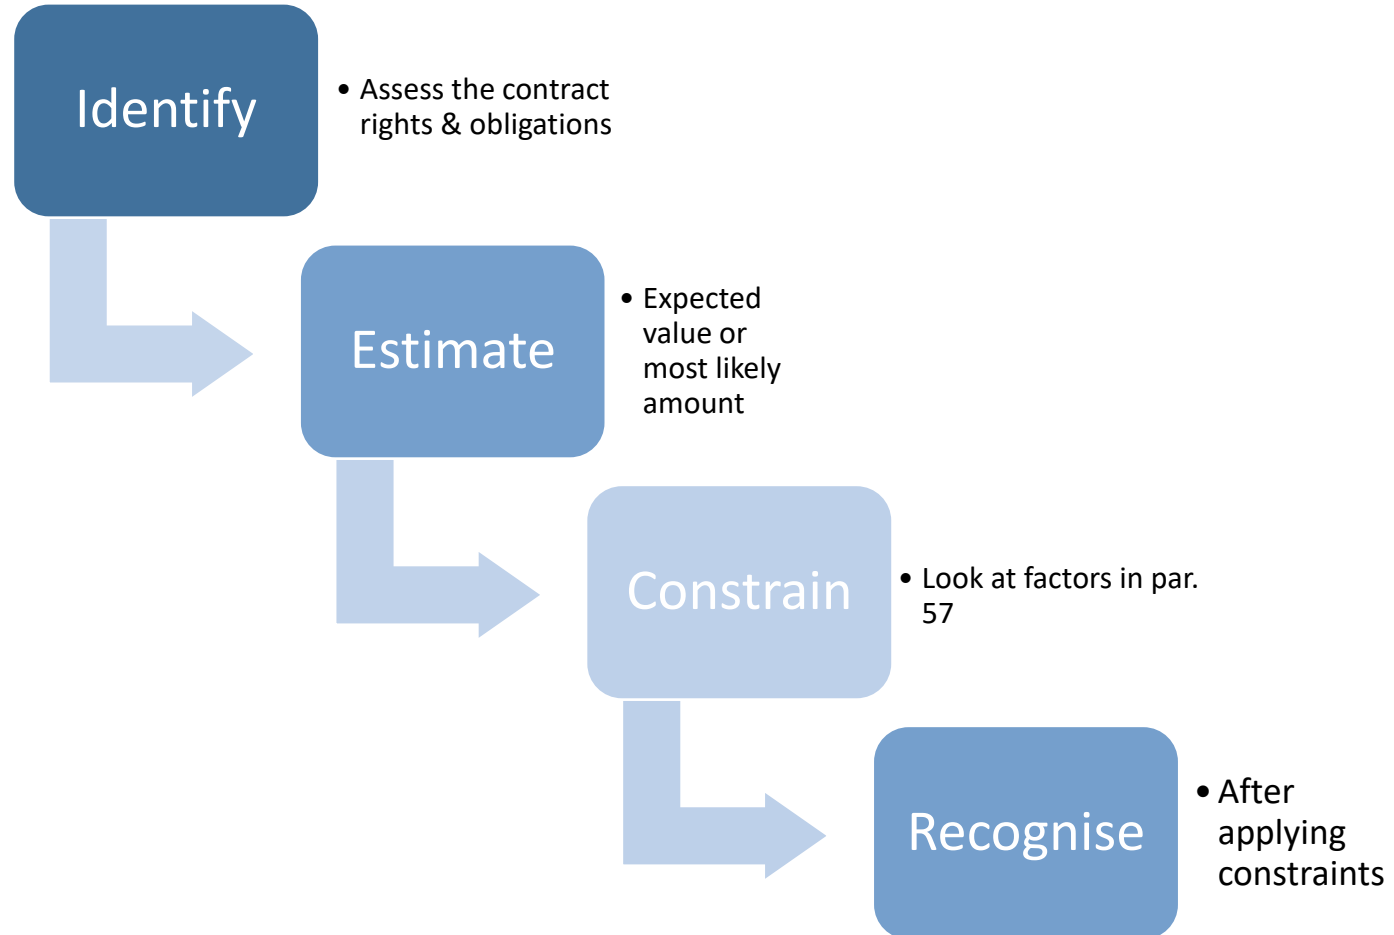 Identify
• Assess the contract
rights & obligations
Estimate
• Expected
value or
most likely
amount
Constrain
• Look at factors in par.
57
Recognise
• After
applying
constraints